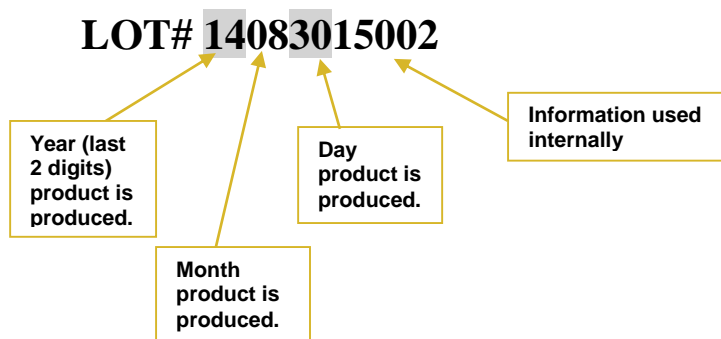 LOT# 14083015002
Year (last
2 digits)
product is
produced.
Month
product is
produced.
Day
product is
produced.
Information used
internally